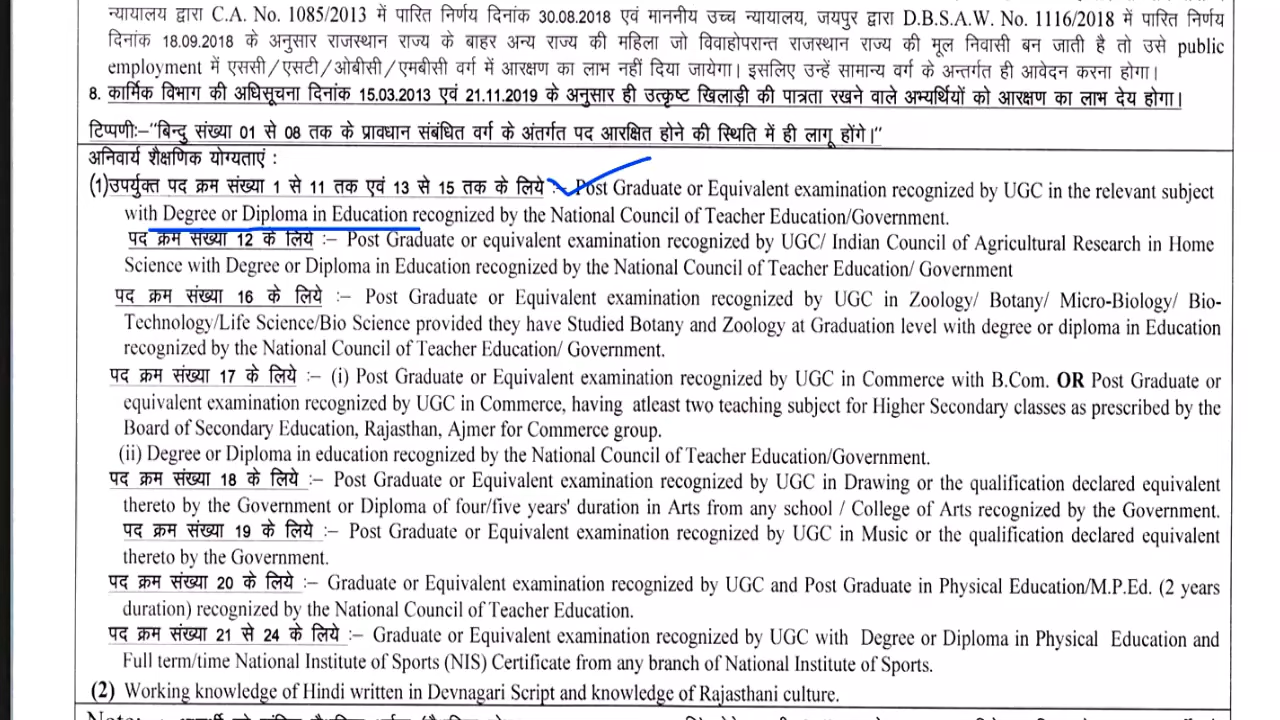 न्यायालय द्वारा C.A. No. 1085/2013 में पारित निर्णय दिनांक 30.08.2018 एवं माननीय उच्च न्यायालय, जयपुर द्वारा D.B.S.A.W. No. 1116/2018 में पारित निर्णय
दिनांक 18.09.2018 के अनुसार राजस्थान राज्य के बाहर अन्य राज्य की महिला जो विवाहोपरान्त राजस्थान राज्य की मूल निवासी बन जाती है तो उसे public
employment में एससी/एसटी/ओबीसी/एमबीसी वर्ग में आरक्षण का लाभ नहीं दिया जायेगा। इसलिए उन्हें सामान्य वर्ग के अन्तर्गत ही आवेदन करना होगा।
8. कार्मिक विभाग की अधिसूचना दिनांक 15.03.2013 एवं 21.11.2019 के अनुसार ही उत्कृष्ट खिलाड़ी की पात्रता रखने वाले अभ्यर्थियों को आरक्षण का लाभ देय होगा।
टिप्पणी:–"बिन्दु संख्या 01 से 08 तक के प्रावधान संबंधित वर्ग के अंतर्गत पद आरक्षित होने की स्थिति में ही लागू होंगे।"
अनिवार्य शैक्षणिक योग्यताएं :
(1)उपर्युक्त पद क्रम संख्या 1 से 11 तक एवं 13 से 15 तक के लिये :– Post Graduate or Equivalent examination recognized by UGC in the relevant subject
with Degree or Diploma in Education recognized by the National Council of Teacher Education/Government.
पद क्रम संख्या 12 के लिये :– Post Graduate or equivalent examination recognized by UGC/ Indian Council of Agricultural Research in Home
Science with Degree or Diploma in Education recognized by the National Council of Teacher Education/ Government
पद क्रम संख्या 16 के लिये :– Post Graduate or Equivalent examination recognized by UGC in Zoology/ Botany/ Micro-Biology/ Bio-
Technology/Life Science/Bio Science provided they have Studied Botany and Zoology at Graduation level with degree or diploma in Education
recognized by the National Council of Teacher Education/ Government.
पद क्रम संख्या 17 के लिये :– (i) Post Graduate or Equivalent examination recognized by UGC in Commerce with B.Com. OR Post Graduate or
equivalent examination recognized by UGC in Commerce, having atleast two teaching subject for Higher Secondary classes as prescribed by the
Board of Secondary Education, Rajasthan, Ajmer for Commerce group.
(ii) Degree or Diploma in education recognized by the National Council of Teacher Education/Government.
पद क्रम संख्या 18 के लिये :– Post Graduate or Equivalent examination recognized by UGC in Drawing or the qualification declared equivalent
thereto by the Government or Diploma of four/five years' duration in Arts from any school / College of Arts recognized by the Government.
पद क्रम संख्या 19 के लिये :– Post Graduate or Equivalent examination recognized by UGC in Music or the qualification declared equivalent
thereto by the Government.
पद क्रम संख्या 20 के लिये :– Graduate or Equivalent examination recognized by UGC and Post Graduate in Physical Education/M.P.Ed. (2 years
duration) recognized by the National Council of Teacher Education.
पद क्रम संख्या 21 से 24 के लिये :– Graduate or Equivalent examination recognized by UGC with Degree or Diploma in Physical Education and
Full term/time National Institute of Sports (NIS) Certificate from any branch of National Institute of Sports.
(2) Working knowledge of Hindi written in Devnagari Script and knowledge of Rajasthani culture.